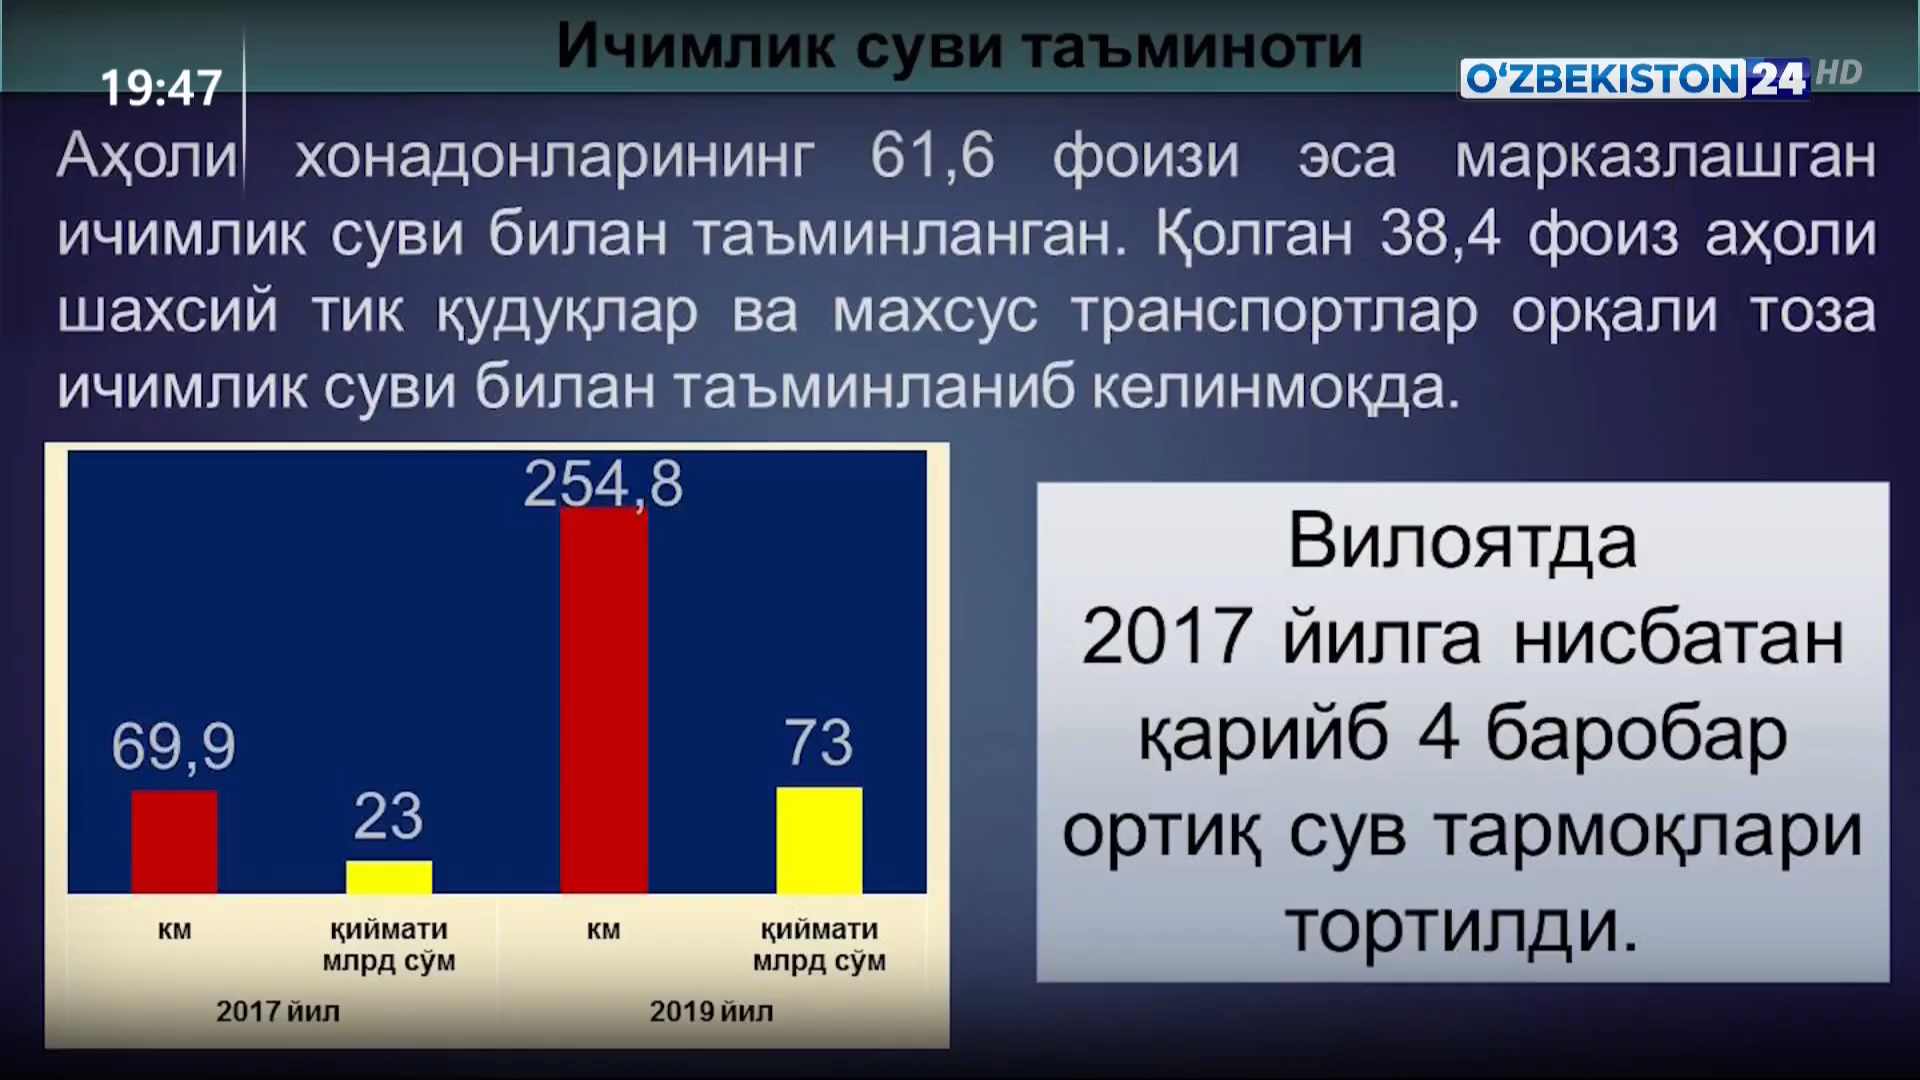 Ичимлик суви таъминоти
19:47
O‘ZBEKISTON 24 HD
Аҳоли хонадонларининг 61,6 фоизи эса марказлашган
ичимлик суви билан таъминланган. Қолган 38,4 фоиз аҳоли
шахсий тик қудуқлар ва махсус транспортлар орқали тоза
ичимлик суви билан таъминланиб келинмоқда.
254,8
69,9
23
73
км
қиймати
млрд сўм
км
қиймати
млрд сўм
2017 йил
2019 йил
Вилоятда
2017 йилга нисбатан
қарийб 4 баробар
ортиқ сув тармоқлари
тортилди.